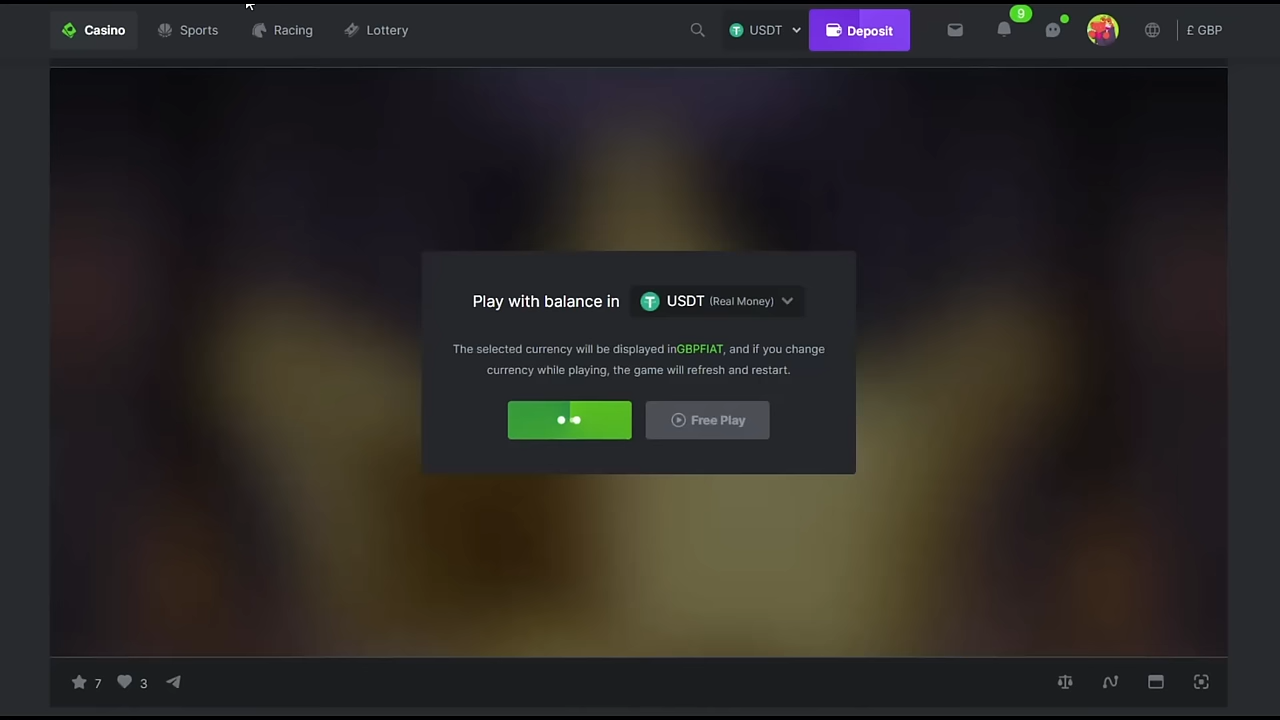 Casino Sports Racing Lottery USDT Deposit 9 £ GBP
Play with balance in USDT (Real Money)
The selected currency will be displayed inGBPFIAT, and if you change
currency while playing, the game will refresh and restart.
Free Play
7 3